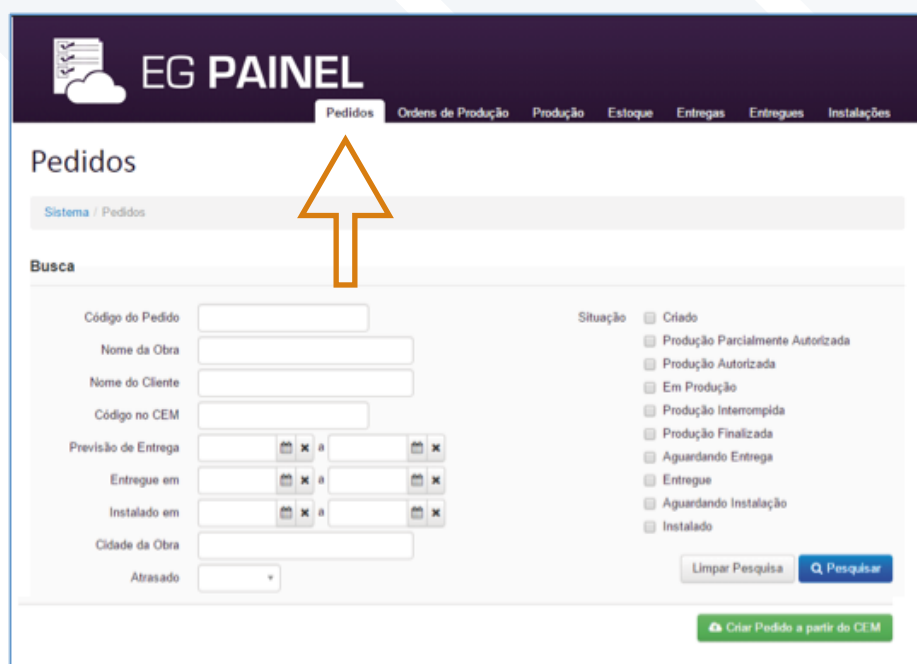 EG PAINEL
Pedidos Ordens de Produção Produção Estoque Entregas Entregues Instalações
Pedidos
Sistema / Pedidos
Busca
Código do Pedido
Nome da Obra
Nome do Cliente
Código no CEM
Previsão de Entrega a
Entregue em a
Instalado em a
Cidade da Obra
Atrasado
Situação
Criado
Produção Parcialmente Autorizada
Produção Autorizada
Em Produção
Produção Interrompida
Produção Finalizada
Aguardando Entrega
Entregue
Aguardando Instalação
Instalado
Limpar Pesquisa Pesquisar
Criar Pedido a partir do CEM